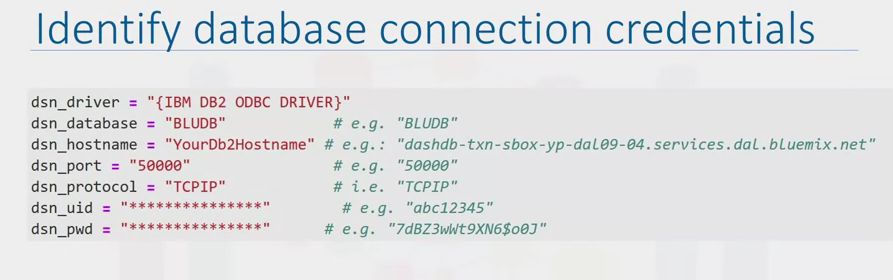 Identify database connection credentials
dsn_driver = "{IBM DB2 ODBC DRIVER}"
dsn_database = "BLUDB" # e.g. "BLUDB"
dsn_hostname = "YourDb2Hostname" # e.g.: "dashdb-txn-sbox-yp-dal09-04.services.dal.bluemix.net"
dsn_port = "50000" # e.g. "50000"
dsn_protocol = "TCPIP" # i.e. "TCPIP"
dsn_uid = "***************" # e.g. "abc12345"
dsn_pwd = "***************" # e.g. "7dBZ3wWt9XN6$o0J"